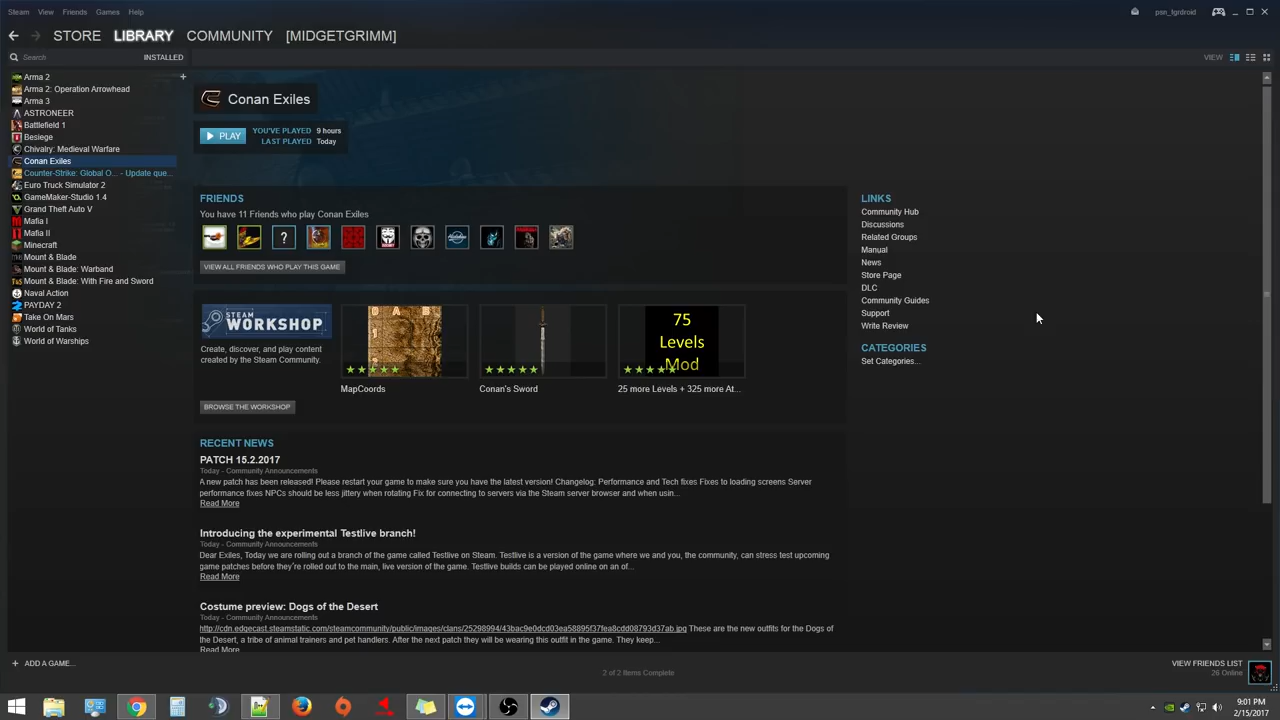 Steam View Friends Games Help
psn_tgrdroid
STORE LIBRARY COMMUNITY [MIDGETGRIMM]
Search INSTALLED
VIEW
Arma 2
Arma 2: Operation Arrowhead
Arma 3
ASTRONEER
Battlefield 1
Besiege
Chivalry: Medieval Warfare
Conan Exiles
Counter-Strike: Global O... - Update que...
Euro Truck Simulator 2
GameMaker-Studio 1.4
Grand Theft Auto V
Mafia I
Mafia II
Minecraft
Mount & Blade
Mount & Blade: Warband
Mount & Blade: With Fire and Sword
Naval Action
PAYDAY 2
Take On Mars
World of Tanks
World of Warships
Conan Exiles
PLAY
YOU'VE PLAYED 9 hours
LAST PLAYED Today
FRIENDS
You have 11 Friends who play Conan Exiles
VIEW ALL FRIENDS WHO PLAY THIS GAME
STEAM WORKSHOP
Create, discover, and play content
created by the Steam Community.
75
Levels
Mod
MapCoords
Conan's Sword
25 more Levels + 325 more At...
BROWSE THE WORKSHOP
RECENT NEWS
PATCH 15.2.2017
Today - Community Announcements
A new patch has been released! Please restart your game to make sure you have the latest version! Changelog: Performance and Tech fixes Fixes to loading screens Server
performance fixes NPCs should be less jittery when rotating Fix for connecting to servers via the Steam server browser and when usin...
Read More
Introducing the experimental Testlive branch!
Today - Community Announcements
Dear Exiles, Today we are rolling out a branch of the game called Testlive on Steam. Testlive is a version of the game where we and you, the community, can stress test upcoming
game patches before they're rolled out to the main, live version of the game. Testlive builds can be played online on an of...
Read More
Costume preview: Dogs of the Desert
Today - Community Announcements
http://cdn.edgecast.steamstatic.com/steamcommunity/public/images/clans/25298994/43bac9e0dcd03ea58895f37fea8cdd08793d37ab.jpg These are the new outfits for the Dogs of
the Desert, a tribe of animal trainers and pet handlers. After the next patch they will be wearing this outfit in the game. They keep...
Read More
LINKS
Community Hub
Discussions
Related Groups
Manual
News
Store Page
DLC
Community Guides
Support
Write Review
CATEGORIES
Set Categories...
ADD A GAME...
2 of 2 Items Complete
VIEW FRIENDS LIST
26 Online
9:01 PM
2/15/2017